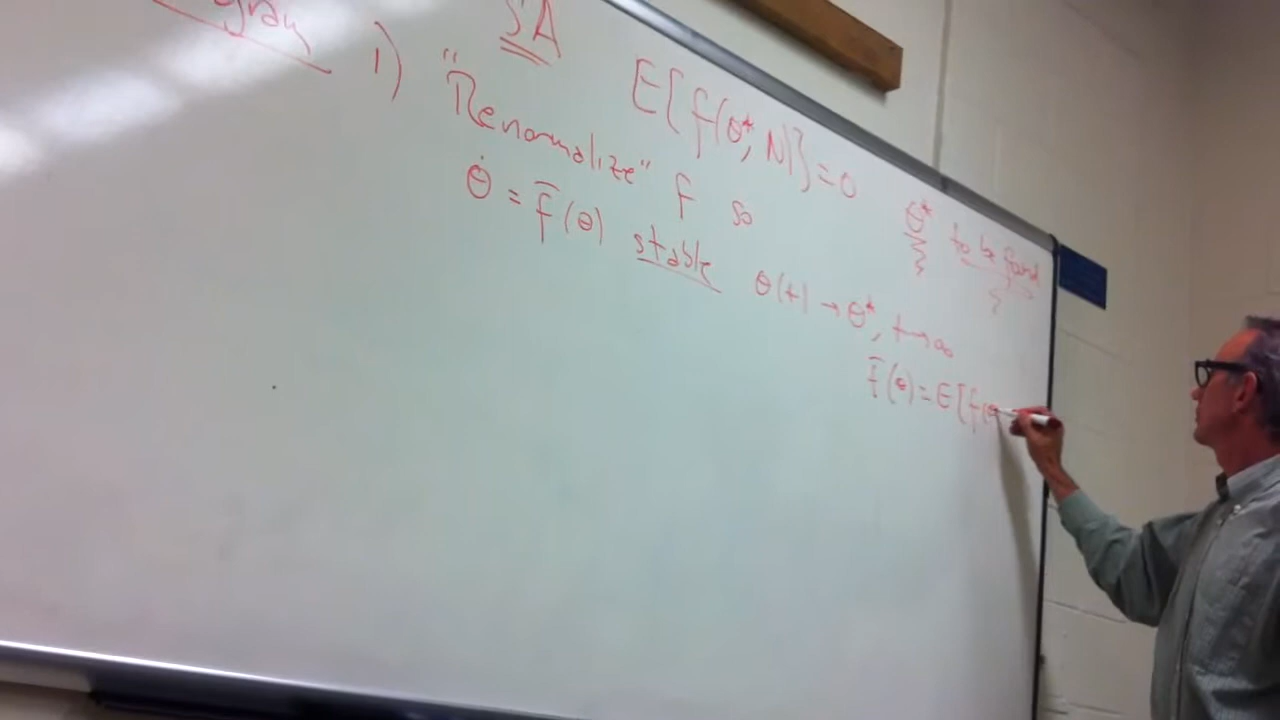 SA
E[f(θ*, N)] = 0
θ* to be found
1) "Renormalize" f so
θ̇ = f̄(θ) stable θ(t) → θ*, t→∞
f̄(θ) = E[f(θ